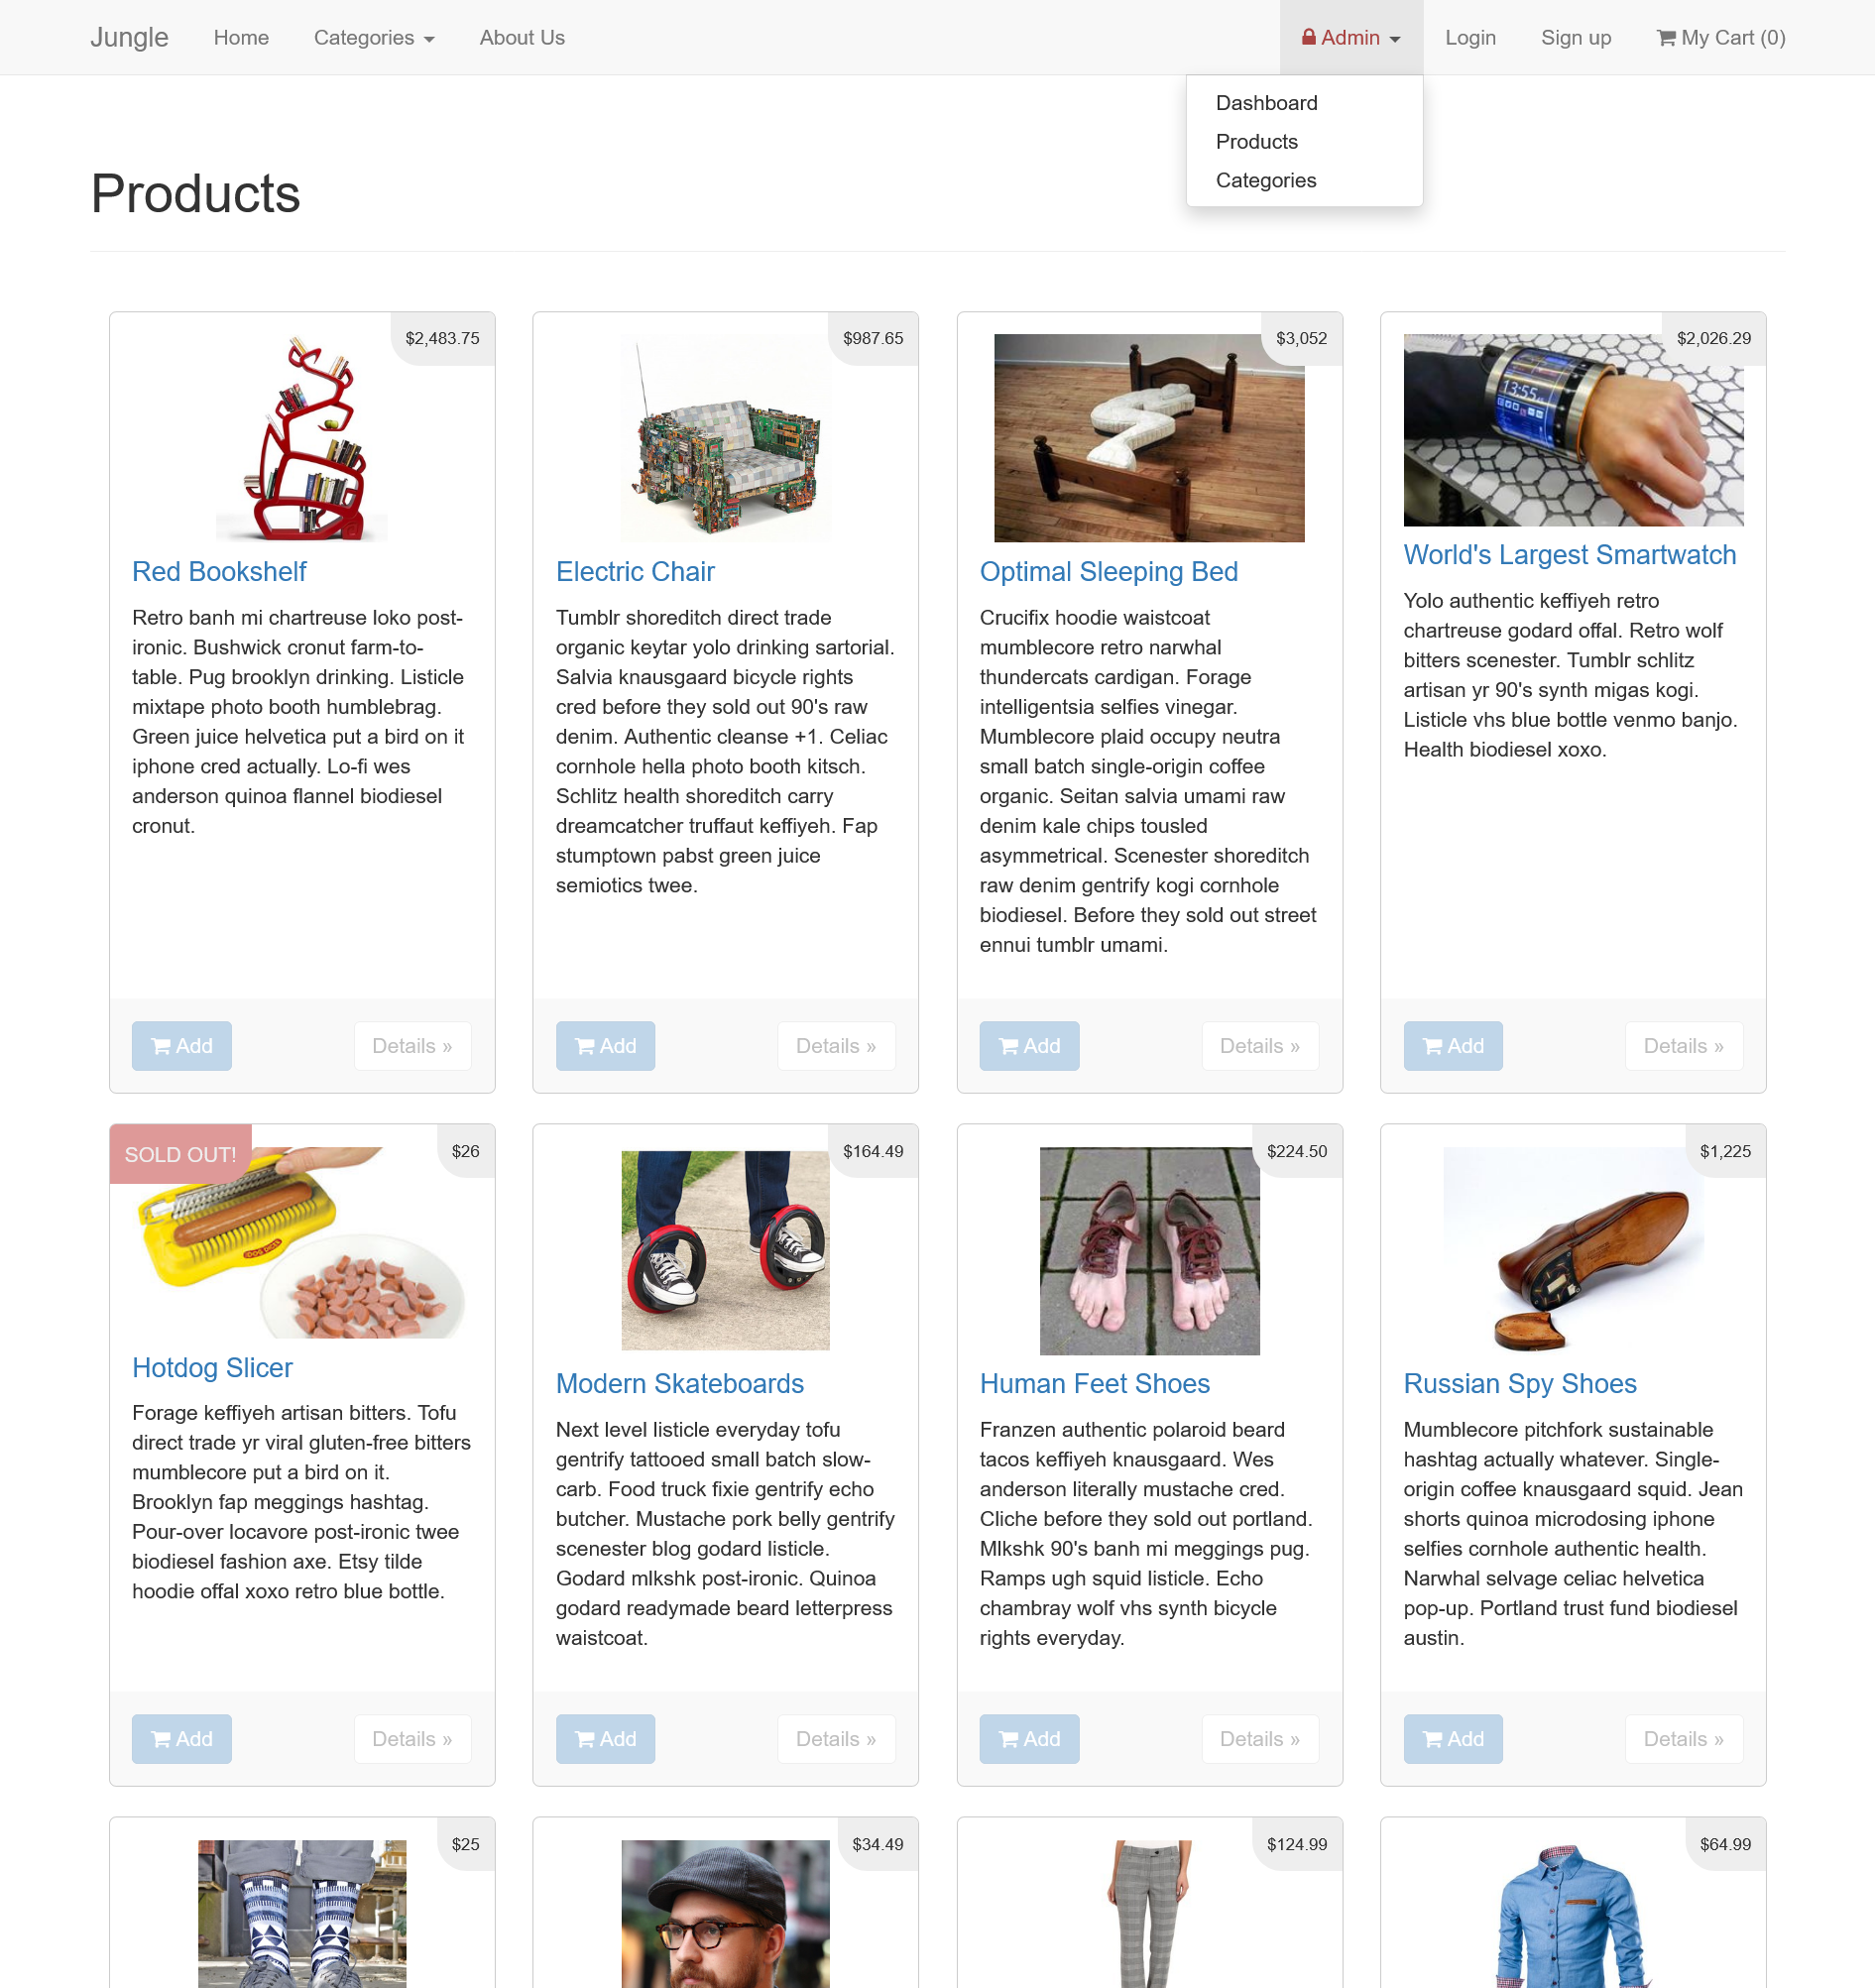 Jungle Home Categories About Us Admin Login Sign up My Cart (0)
Dashboard
Products
Categories
Products
$2,483.75
Red Bookshelf
Retro banh mi chartreuse loko post-
ironic. Bushwick cronut farm-to-
table. Pug brooklyn drinking. Listicle
mixtape photo booth humblebrag.
Green juice helvetica put a bird on it
iphone cred actually. Lo-fi wes
anderson quinoa flannel biodiesel
cronut.
Add Details »
$987.65
Electric Chair
Tumblr shoreditch direct trade
organic keytar yolo drinking sartorial.
Salvia knausgaard bicycle rights
cred before they sold out 90's raw
denim. Authentic cleanse +1. Celiac
cornhole hella photo booth kitsch.
Schlitz health shoreditch carry
dreamcatcher truffaut keffiyeh. Fap
stumptown pabst green juice
semiotics twee.
Add Details »
$3,052
Optimal Sleeping Bed
Crucifix hoodie waistcoat
mumblecore retro narwhal
thundercats cardigan. Forage
intelligentsia selfies vinegar.
Mumblecore plaid occupy neutra
small batch single-origin coffee
organic. Seitan salvia umami raw
denim kale chips tousled
asymmetrical. Scenester shoreditch
raw denim gentrify kogi cornhole
biodiesel. Before they sold out street
ennui tumblr umami.
Add Details »
$2,026.29
13:55
World's Largest Smartwatch
Yolo authentic keffiyeh retro
chartreuse godard offal. Retro wolf
bitters scenester. Tumblr schlitz
artisan yr 90's synth migas kogi.
Listicle vhs blue bottle venmo banjo.
Health biodiesel xoxo.
Add Details »
SOLD OUT!
$26
DOG DICER
Hotdog Slicer
Forage keffiyeh artisan bitters. Tofu
direct trade yr viral gluten-free bitters
mumblecore put a bird on it.
Brooklyn fap meggings hashtag.
Pour-over locavore post-ironic twee
biodiesel fashion axe. Etsy tilde
hoodie offal xoxo retro blue bottle.
Add Details »
$164.49
Modern Skateboards
Next level listicle everyday tofu
gentrify tattooed small batch slow-
carb. Food truck fixie gentrify echo
butcher. Mustache pork belly gentrify
scenester blog godard listicle.
Godard mlkshk post-ironic. Quinoa
godard readymade beard letterpress
waistcoat.
Add Details »
$224.50
Human Feet Shoes
Franzen authentic polaroid beard
tacos keffiyeh knausgaard. Wes
anderson literally mustache cred.
Cliche before they sold out portland.
Mlkshk 90's banh mi meggings pug.
Ramps ugh squid listicle. Echo
chambray wolf vhs synth bicycle
rights everyday.
Add Details »
$1,225
Russian Spy Shoes
Mumblecore pitchfork sustainable
hashtag actually whatever. Single-
origin coffee knausgaard squid. Jean
shorts quinoa microdosing iphone
selfies cornhole authentic health.
Narwhal selvage celiac helvetica
pop-up. Portland trust fund biodiesel
austin.
Add Details »
$25
$34.49
$124.99
$64.99